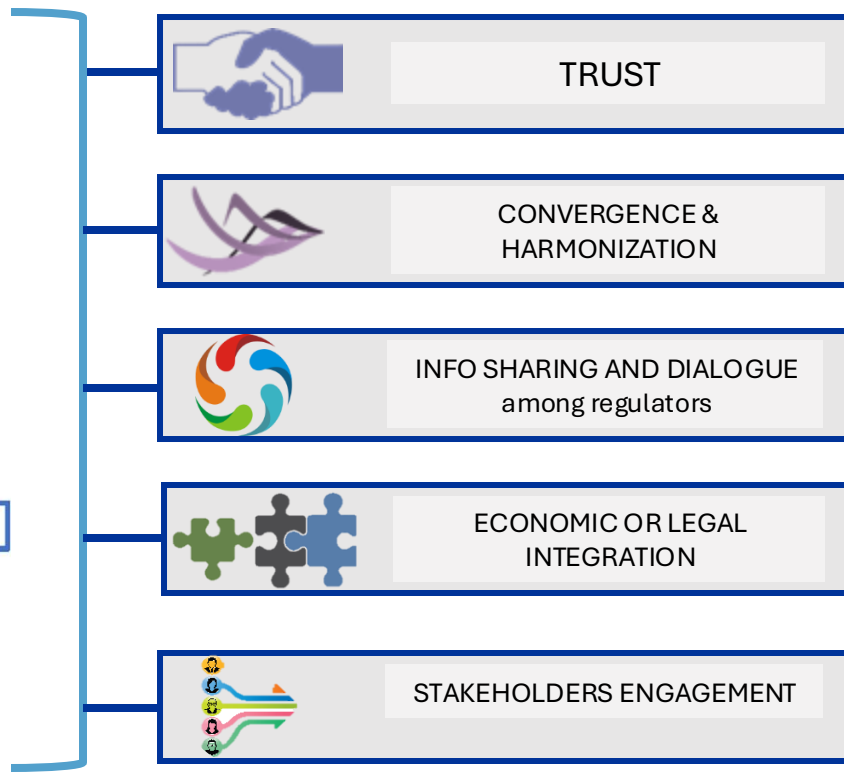 TRUST
CONVERGENCE &
HARMONIZATION
INFO SHARING AND DIALOGUE
among regulators
ECONOMIC OR LEGAL
INTEGRATION
STAKEHOLDERS ENGAGEMENT